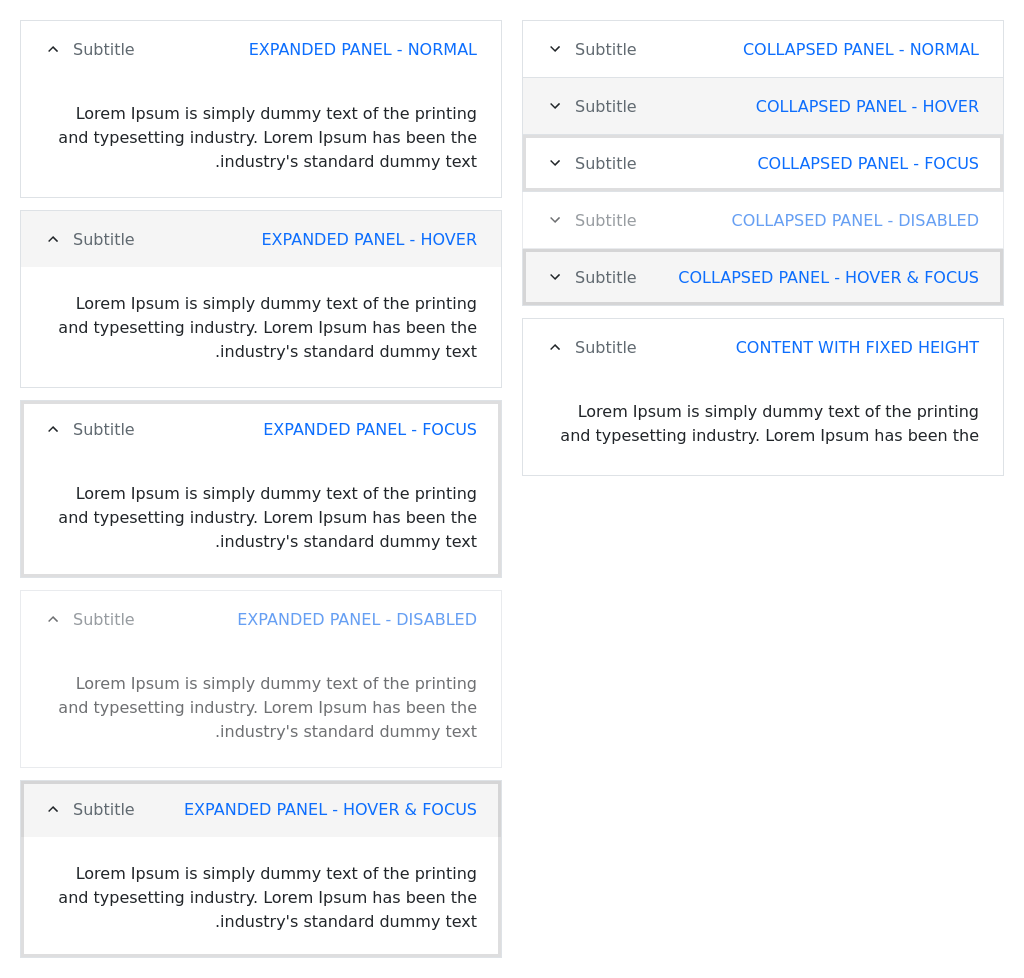 Subtitle EXPANDED PANEL - NORMAL
Lorem Ipsum is simply dummy text of the printing
and typesetting industry. Lorem Ipsum has been the
.industry's standard dummy text
Subtitle EXPANDED PANEL - HOVER
Lorem Ipsum is simply dummy text of the printing
and typesetting industry. Lorem Ipsum has been the
.industry's standard dummy text
Subtitle EXPANDED PANEL - FOCUS
Lorem Ipsum is simply dummy text of the printing
and typesetting industry. Lorem Ipsum has been the
.industry's standard dummy text
Subtitle EXPANDED PANEL - DISABLED
Lorem Ipsum is simply dummy text of the printing
and typesetting industry. Lorem Ipsum has been the
.industry's standard dummy text
Subtitle EXPANDED PANEL - HOVER & FOCUS
Lorem Ipsum is simply dummy text of the printing
and typesetting industry. Lorem Ipsum has been the
.industry's standard dummy text
Subtitle COLLAPSED PANEL - NORMAL
Subtitle COLLAPSED PANEL - HOVER
Subtitle COLLAPSED PANEL - FOCUS
Subtitle COLLAPSED PANEL - DISABLED
Subtitle COLLAPSED PANEL - HOVER & FOCUS
Subtitle CONTENT WITH FIXED HEIGHT
Lorem Ipsum is simply dummy text of the printing
and typesetting industry. Lorem Ipsum has been the